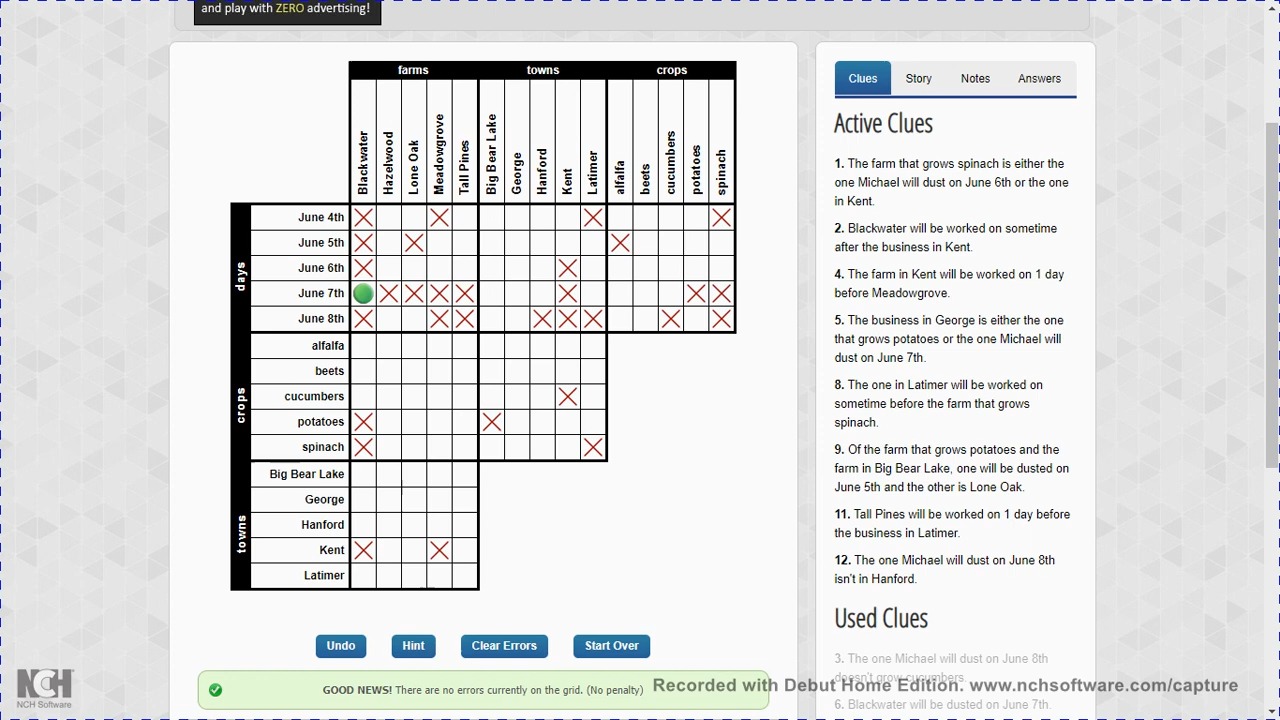 and play with ZERO advertising!
farms
towns
crops
Blackwater
Hazelwood
Lone Oak
Meadowgrove
Tall Pines
Big Bear Lake
George
Hanford
Kent
Latimer
alfalfa
beets
cucumbers
potatoes
spinach
days
June 4th
June 5th
June 6th
June 7th
June 8th
crops
alfalfa
beets
cucumbers
potatoes
spinach
towns
Big Bear Lake
George
Hanford
Kent
Latimer
Undo
Hint
Clear Errors
Start Over
GOOD NEWS! There are no errors currently on the grid. (No penalty)
Clues
Story
Notes
Answers
Active Clues
1. The farm that grows spinach is either the
one Michael will dust on June 6th or the one
in Kent.
2. Blackwater will be worked on sometime
after the business in Kent.
4. The farm in Kent will be worked on 1 day
before Meadowgrove.
5. The business in George is either the one
that grows potatoes or the one Michael will
dust on June 7th.
8. The one in Latimer will be worked on
sometime before the farm that grows
spinach.
9. Of the farm that grows potatoes and the
farm in Big Bear Lake, one will be dusted on
June 5th and the other is Lone Oak.
11. Tall Pines will be worked on 1 day before
the business in Latimer.
12. The one Michael will dust on June 8th
isn't in Hanford.
Used Clues
3. The one Michael will dust on June 8th
doesn't grow cucumbers.
6. Blackwater will be dusted on June 7th.
NCH
NCH Software
Recorded with Debut Home Edition. www.nchsoftware.com/capture